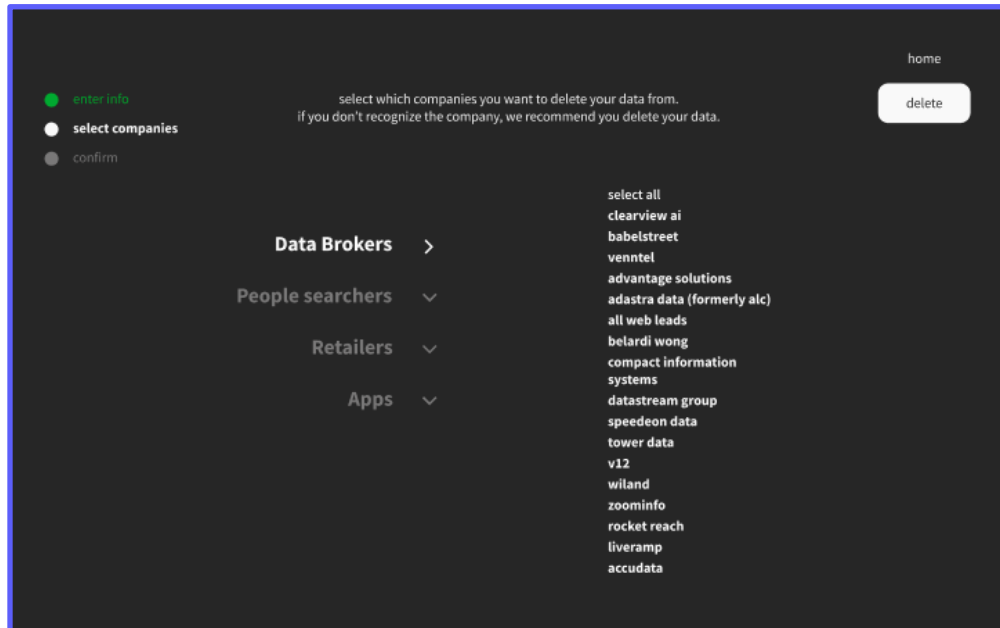 home
delete
enter info
select companies
confirm
select which companies you want to delete your data from.
if you don't recognize the company, we recommend you delete your data.
Data Brokers
People searchers
Retailers
Apps
select all
clearview ai
babelstreet
venntel
advantage solutions
adastra data (formerly alc)
all web leads
belardi wong
compact information
systems
datastream group
speedeon data
tower data
v12
wiland
zoominfo
rocket reach
liveramp
accudata